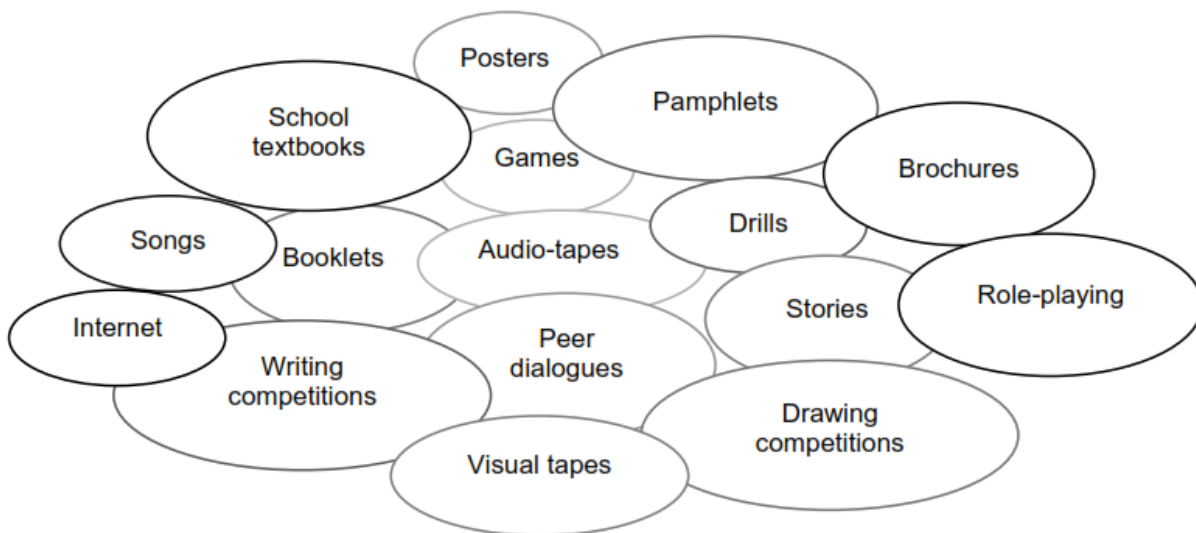 Posters
Pamphlets
School
textbooks
Games
Brochures
Drills
Songs
Booklets
Audio-tapes
Stories
Role-playing
Internet
Peer
dialogues
Writing
competitions
Drawing
competitions
Visual tapes